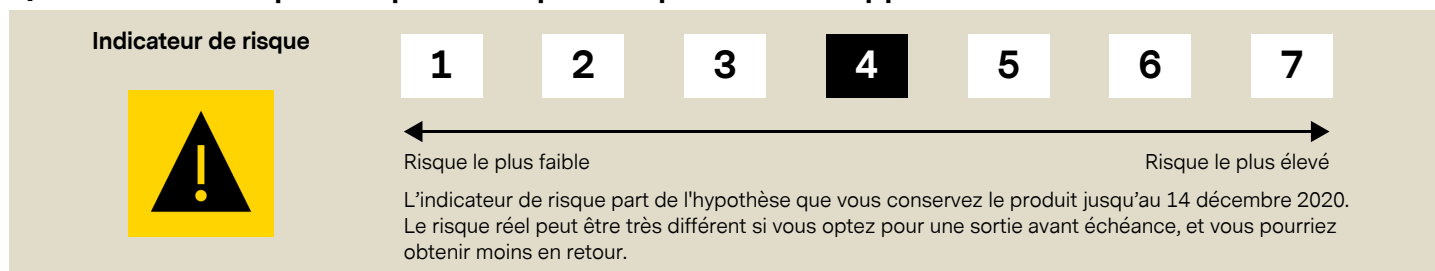 Indicateur de risque
1 2 3 4 5 6 7
Risque le plus faible Risque le plus élevé
L'indicateur de risque part de l'hypothèse que vous conservez le produit jusqu'au 14 décembre 2020.
Le risque réel peut être très différent si vous optez pour une sortie avant échéance, et vous pourriez
obtenir moins en retour.